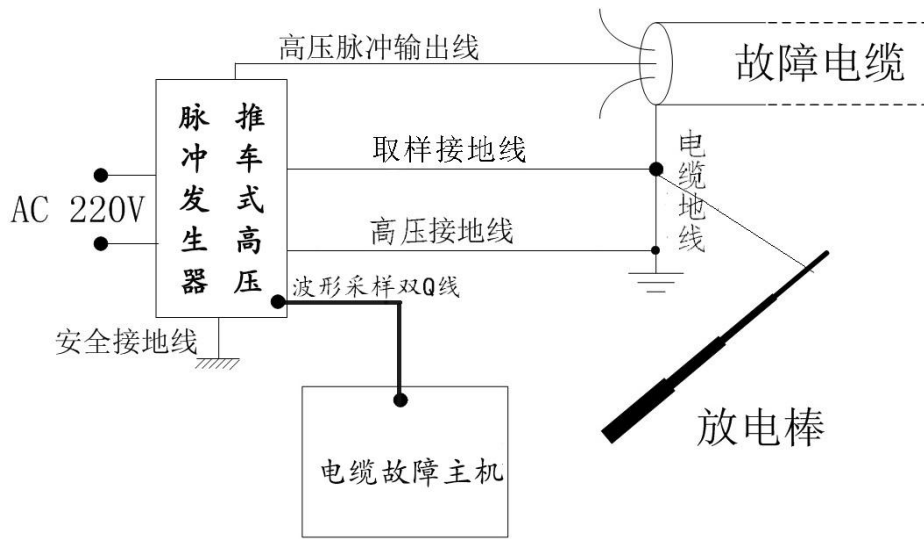 高压脉冲输出线
故障电缆
推车式高压
脉冲发生器
取样接地线
电缆地线
AC 220V
高压接地线
波形采样双Q线
安全接地线
放电棒
电缆故障主机